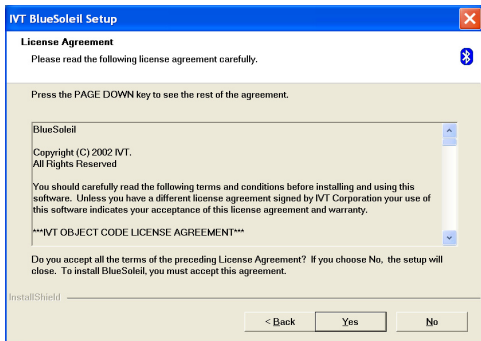 IVT BlueSoleil Setup
License Agreement
Please read the following license agreement carefully.
Press the PAGE DOWN key to see the rest of the agreement.
BlueSoleil
Copyright (C) 2002 IVT.
All Rights Reserved
You should carefully read the following terms and conditions before installing and using this
software. Unless you have a different license agreement signed by IVT Corporation your use of
this software indicates your acceptance of this license agreement and warranty.
***IVT OBJECT CODE LICENSE AGREEMENT***
Do you accept all the terms of the preceding License Agreement? If you choose No, the setup will
close. To install BlueSoleil, you must accept this agreement.
InstallShield
< Back Yes No